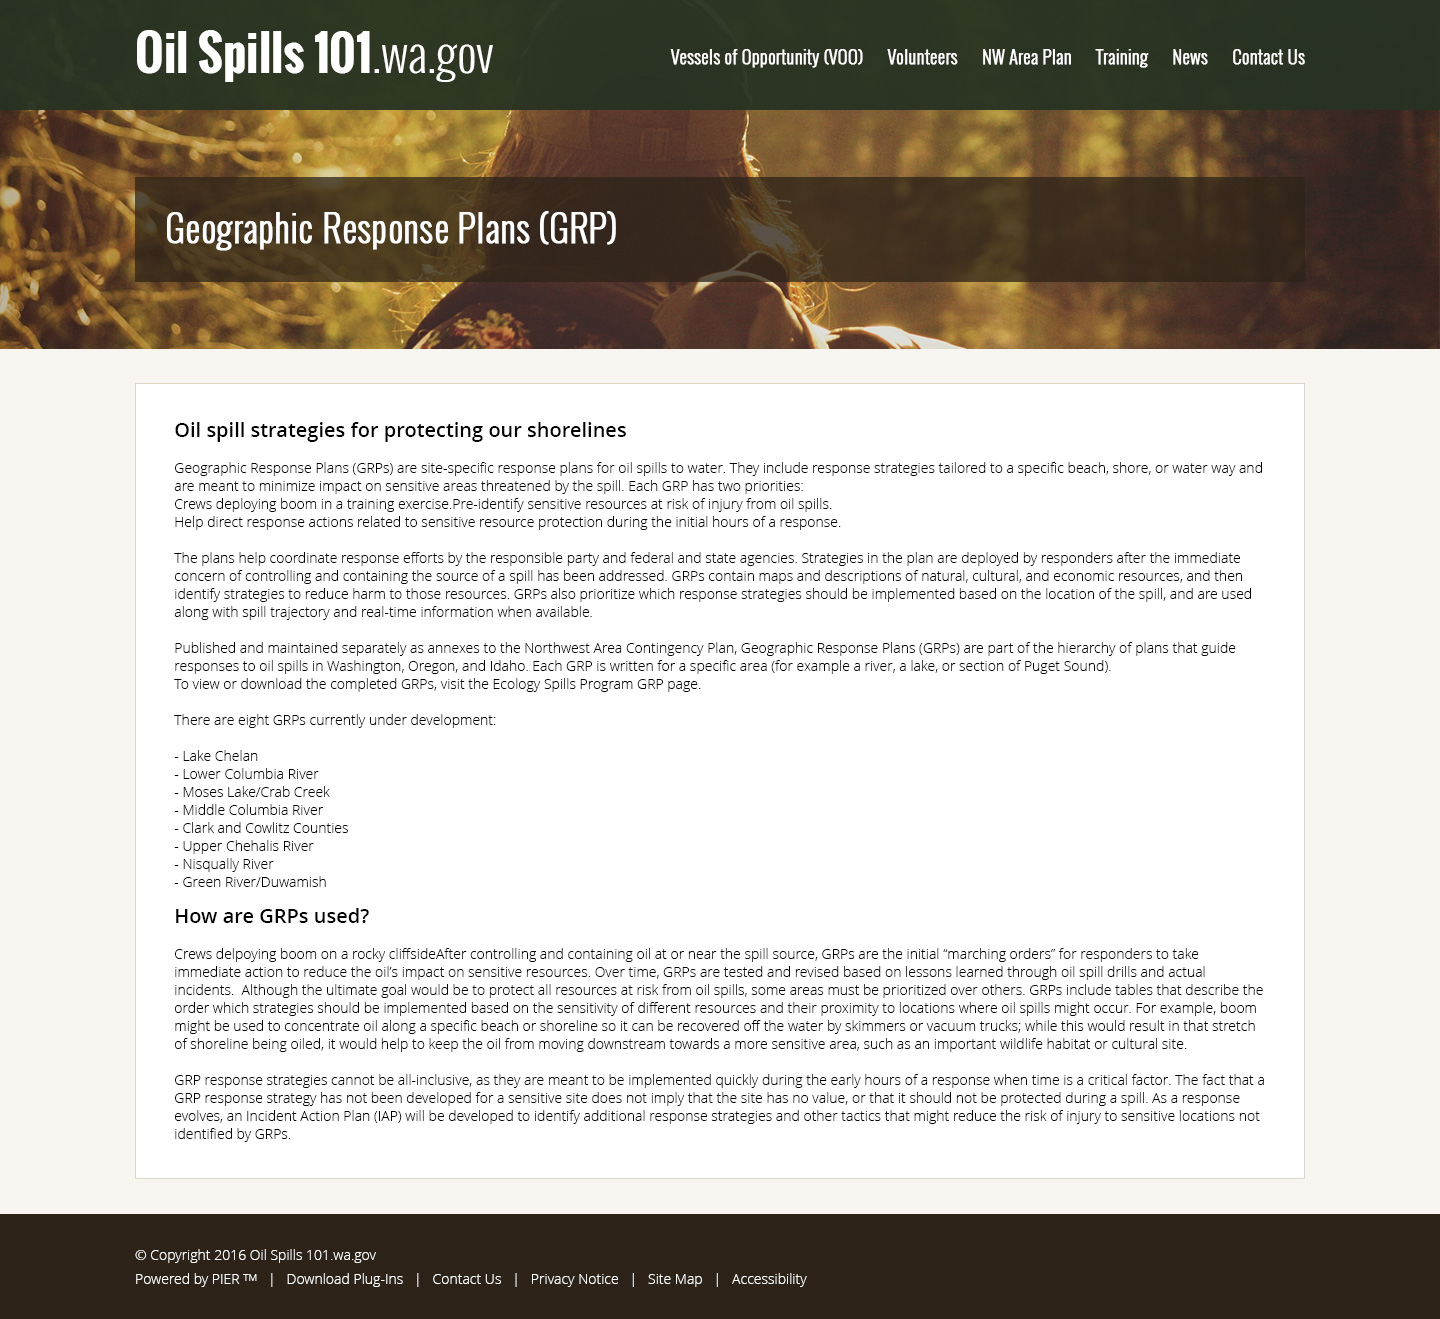 Oil Spills 101.wa.gov
Vessels of Opportunity (VOO) Volunteers NW Area Plan Training News Contact Us
Geographic Response Plans (GRP)
Oil spill strategies for protecting our shorelines
Geographic Response Plans (GRPs) are site-specific response plans for oil spills to water. They include response strategies tailored to a specific beach, shore, or water way and
are meant to minimize impact on sensitive areas threatened by the spill. Each GRP has two priorities:
Crews deploying boom in a training exercise.Pre-identify sensitive resources at risk of injury from oil spills.
Help direct response actions related to sensitive resource protection during the initial hours of a response.
The plans help coordinate response efforts by the responsible party and federal and state agencies. Strategies in the plan are deployed by responders after the immediate
concern of controlling and containing the source of a spill has been addressed. GRPs contain maps and descriptions of natural, cultural, and economic resources, and then
identify strategies to reduce harm to those resources. GRPs also prioritize which response strategies should be implemented based on the location of the spill, and are used
along with spill trajectory and real-time information when available.
Published and maintained separately as annexes to the Northwest Area Contingency Plan, Geographic Response Plans (GRPs) are part of the hierarchy of plans that guide
responses to oil spills in Washington, Oregon, and Idaho. Each GRP is written for a specific area (for example a river, a lake, or section of Puget Sound).
To view or download the completed GRPs, visit the Ecology Spills Program GRP page.
There are eight GRPs currently under development:
- Lake Chelan
- Lower Columbia River
- Moses Lake/Crab Creek
- Middle Columbia River
- Clark and Cowlitz Counties
- Upper Chehalis River
- Nisqually River
- Green River/Duwamish
How are GRPs used?
Crews delpoying boom on a rocky cliffsideAfter controlling and containing oil at or near the spill source, GRPs are the initial “marching orders” for responders to take
immediate action to reduce the oil’s impact on sensitive resources. Over time, GRPs are tested and revised based on lessons learned through oil spill drills and actual
incidents.  Although the ultimate goal would be to protect all resources at risk from oil spills, some areas must be prioritized over others. GRPs include tables that describe the
order which strategies should be implemented based on the sensitivity of different resources and their proximity to locations where oil spills might occur. For example, boom
might be used to concentrate oil along a specific beach or shoreline so it can be recovered off the water by skimmers or vacuum trucks; while this would result in that stretch
of shoreline being oiled, it would help to keep the oil from moving downstream towards a more sensitive area, such as an important wildlife habitat or cultural site.
GRP response strategies cannot be all-inclusive, as they are meant to be implemented quickly during the early hours of a response when time is a critical factor. The fact that a
GRP response strategy has not been developed for a sensitive site does not imply that the site has no value, or that it should not be protected during a spill. As a response
evolves, an Incident Action Plan (IAP) will be developed to identify additional response strategies and other tactics that might reduce the risk of injury to sensitive locations not
identified by GRPs.
© Copyright 2016 Oil Spills 101.wa.gov
Powered by PIER ™ | Download Plug-Ins | Contact Us | Privacy Notice | Site Map | Accessibility